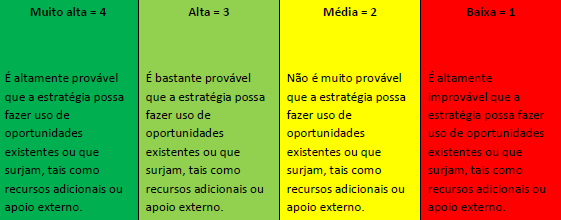 Muito alta = 4
É altamente provável
que a estratégia possa
fazer uso de
oportunidades
existentes ou que
surjam, tais como
recursos adicionais ou
apoio externo.
Alta = 3
É bastante provável
que a estratégia possa
fazer uso de
oportunidades
existentes ou que
surjam, tais como
recursos adicionais ou
apoio externo.
Média = 2
Não é muito provável
que a estratégia possa
fazer uso de
oportunidades
existentes ou que
surjam, tais como
recursos adicionais ou
apoio externo.
Baixa = 1
É altamente
improvável que a
estratégia possa fazer
uso de oportunidades
existentes ou que
surjam, tais como
recursos adicionais ou
apoio externo.